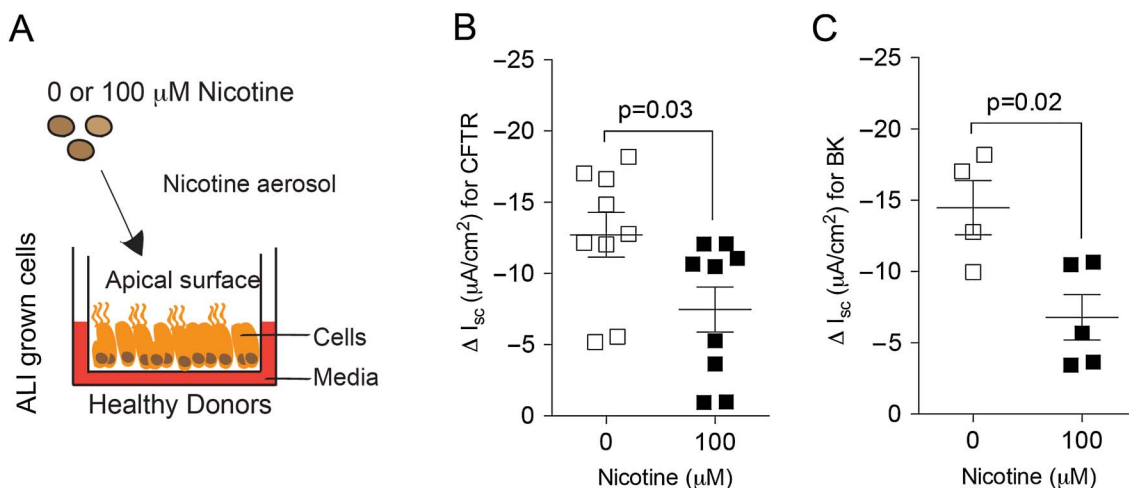 A
0 or 100 μM Nicotine
Nicotine aerosol
Apical surface
Cells
Media
Healthy Donors
ALI grown cells
B
Δ Isc (μA/cm²) for CFTR
−25
−20
−15
−10
−5
0
p=0.03
0
100
Nicotine (μM)
C
Δ Isc (μA/cm²) for BK
−25
−20
−15
−10
−5
0
p=0.02
0
100
Nicotine (μM)